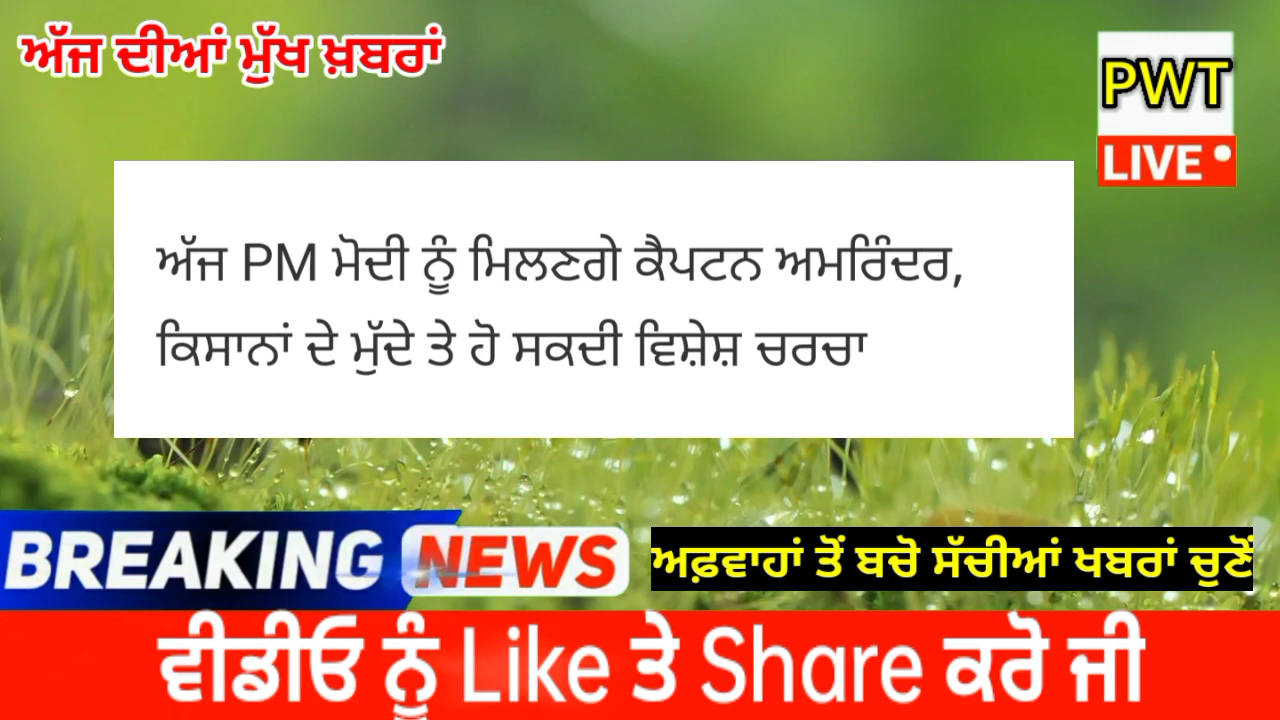 ਅੱਜ ਦੀਆਂ ਮੁੱਖ ਖ਼ਬਰਾਂ
PWT
LIVE
ਅੱਜ PM ਮੋਦੀ ਨੂੰ ਮਿਲਣਗੇ ਕੈਪਟਨ ਅਮਰਿੰਦਰ,
ਕਿਸਾਨਾਂ ਦੇ ਮੁੱਦੇ ਤੇ ਹੋ ਸਕਦੀ ਵਿਸ਼ੇਸ਼ ਚਰਚਾ
BREAKING NEWS
ਅਫ਼ਵਾਹਾਂ ਤੋਂ ਬਚੋ ਸੱਚੀਆਂ ਖਬਰਾਂ ਚੁਣੋਂ
ਵੀਡੀਓ ਨੂੰ Like ਤੇ Share ਕਰੋ ਜੀ